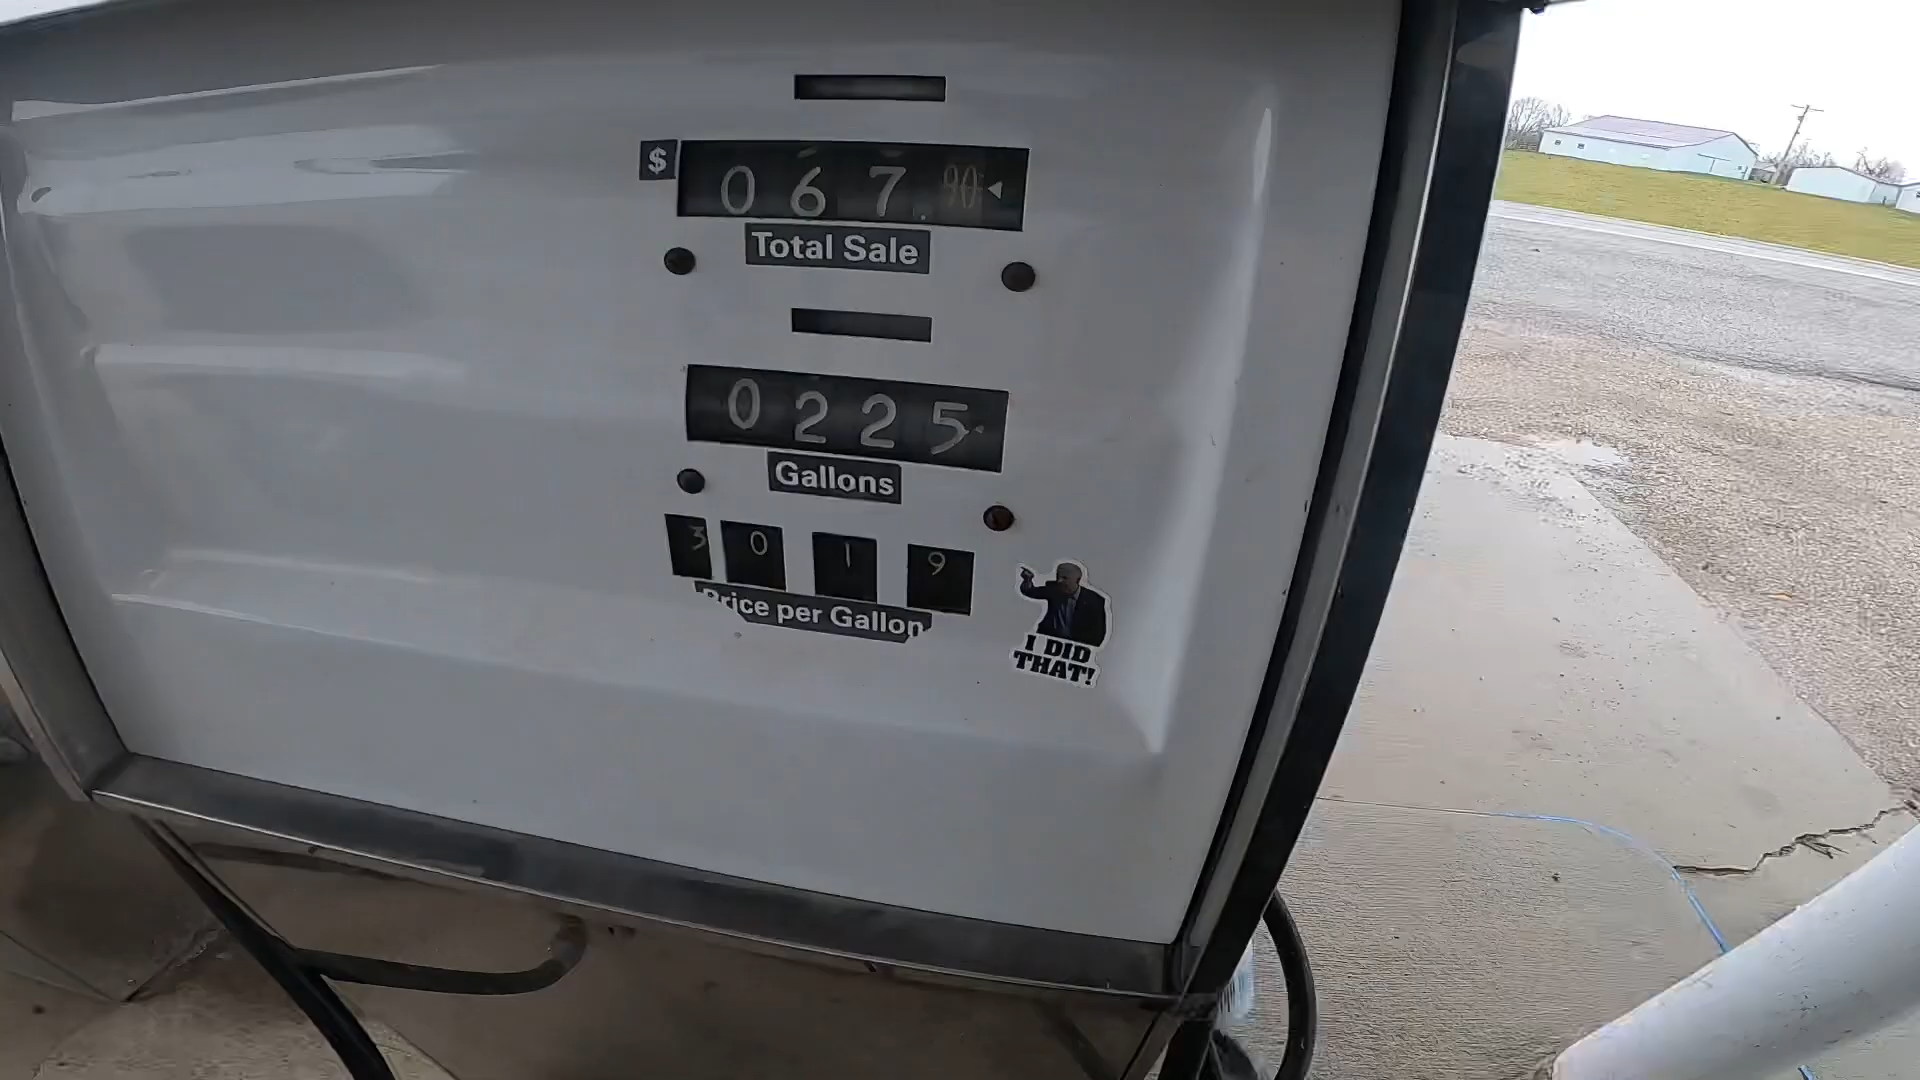 $ 067.90
Total Sale
0225
Gallons
3019
Price per Gallon
I DID
THAT!